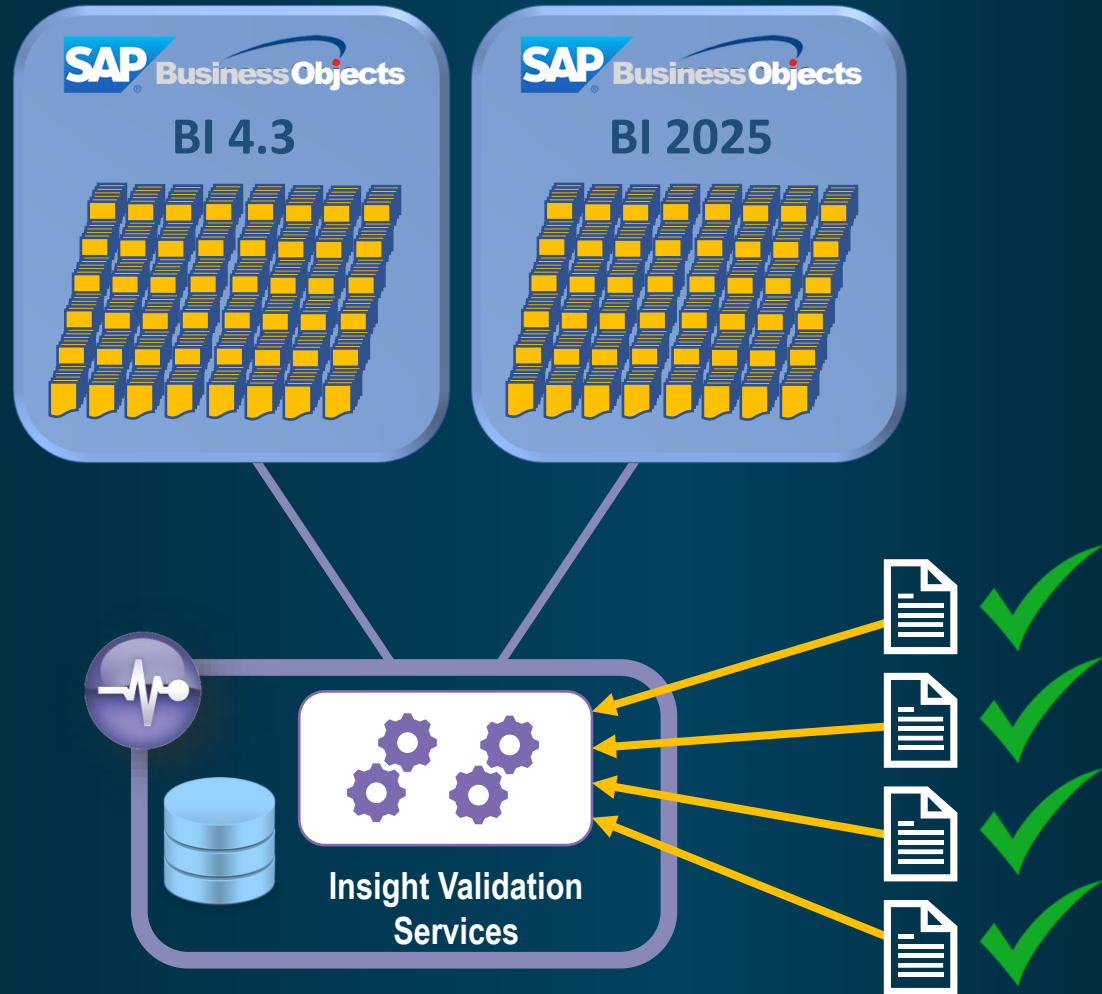 SAP® BusinessObjects
BI 4.3
SAP® BusinessObjects
BI 2025
Insight Validation
Services